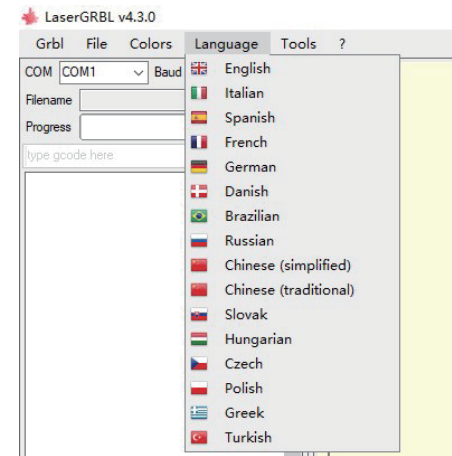 LaserGRBL v4.3.0
Grbl File Colors Language Tools ?
COM COM1 Baud
Filename
Progress
type gcode here
English
Italian
Spanish
French
German
Danish
Brazilian
Russian
Chinese (simplified)
Chinese (traditional)
Slovak
Hungarian
Czech
Polish
Greek
Turkish